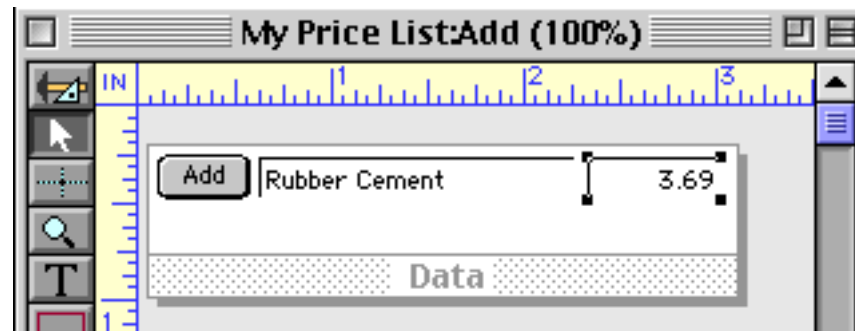 My Price List:Add (100%)
IN
1 2 3
Add Rubber Cement 3.69
Data
T
1